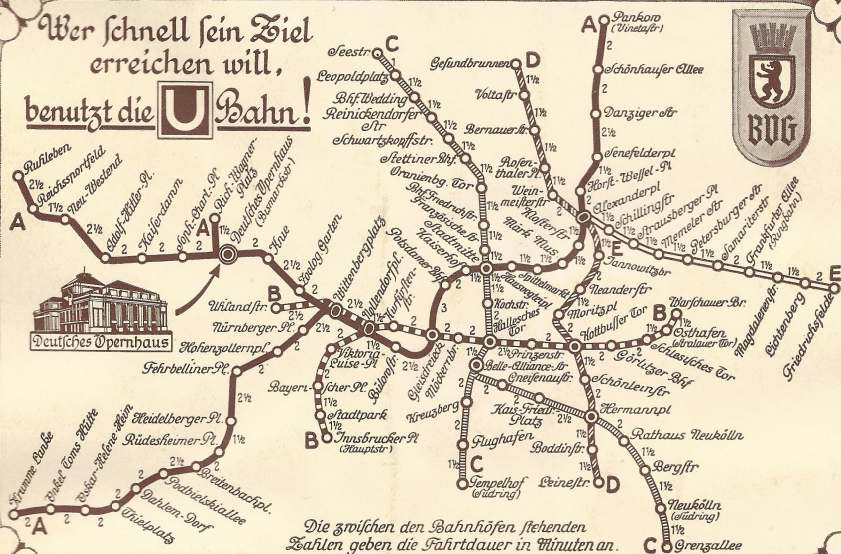 Wer schnell sein Ziel
erreichen will,
benutzt die U Bahn!
BVG
Deutsches Opernhaus
A
Ruhleben
Reichssportfeld
Neu-Westend
Adolf-Hitler-Pl.
Kaiserdamm
Soph.-Charl.-Pl
A
Rich.-Wagner-
Platz
Deutsches Opernhaus
(Bismarckstr.)
Knie
Zoolog Garten
Wittenbergplatz
Nollendorfpl.
Kurfürsten-
str.
Potsdamer Pl.
Kaiserhof
Stadtmitte
Französischestr
Bhf.Friedrichstr
Oranienbg. Tor
Stettiner Bhf.
Schwartzkopffstr.
Reinickendorfer
Str
Bhf.Wedding
Leopoldplatz
Seestr
C
Gesundbrunnen
D
Voltastr
Bernauerstr.
Rosen-
thaler Pl.
Wein-
meisterstr
A
Pankow
(Vinetastr)
Schönhauser Allee
Danziger Str
Senefelderpl
Horst-Wessel-Pl
Alexanderpl
Schillingstr
Strausberger Pl
Memeler Str
Petersburger Str
Samariterstr
Frankfurter Allee
(Ringbahn)
Magdalenenstr.
Lichtenberg
Friedrichsfelde
E
E
Klosterstr
Märk Mus.
Spittelmarkt
Hausvogteipl
Jannowitzbr
Neanderstr
Moritzpl
Kottbusser Tor
B
Warschauer Br.
Osthafen
(Stralauer Tor)
Schlesisches Tor
Görlitzer Bhf
Kochstr.
Hallesches
Tor
Prinzenstr.
Belle-Alliance-Str
Gneisenaustr.
Kais-Friedr.
Platz
Schönleinstr
Hermannpl
Rathaus Neukölln
Bergstr
Neukölln
(Südring)
C Grenzallee
Boddinstr.
Leinestr
D
Kreuzberg
Flughafen
C
Tempelhof
(Südring)
Möckernbr.
Gleisdreieck
Bülowstr.
Viktoria-
Luise-Pl
Bayerischer Pl.
Stadtpark
B
Innsbrucker Pl
(Hauptstr)
B
Uhlandstr.
Nürnberger Pl.
Hohenzollernpl.
Fehrbelliner Pl.
Heidelberger Pl.
Rüdesheimer Pl.
Breitenbachpl.
Podbielskiallee
Dahlem-Dorf
Thielplatz
Oskar-Helene-Heim
Onkel Toms Hütte
Krumme Lanke
A
Die zwischen den Bahnhöfen stehenden
Zahlen geben die Fahrtdauer in Minuten an.